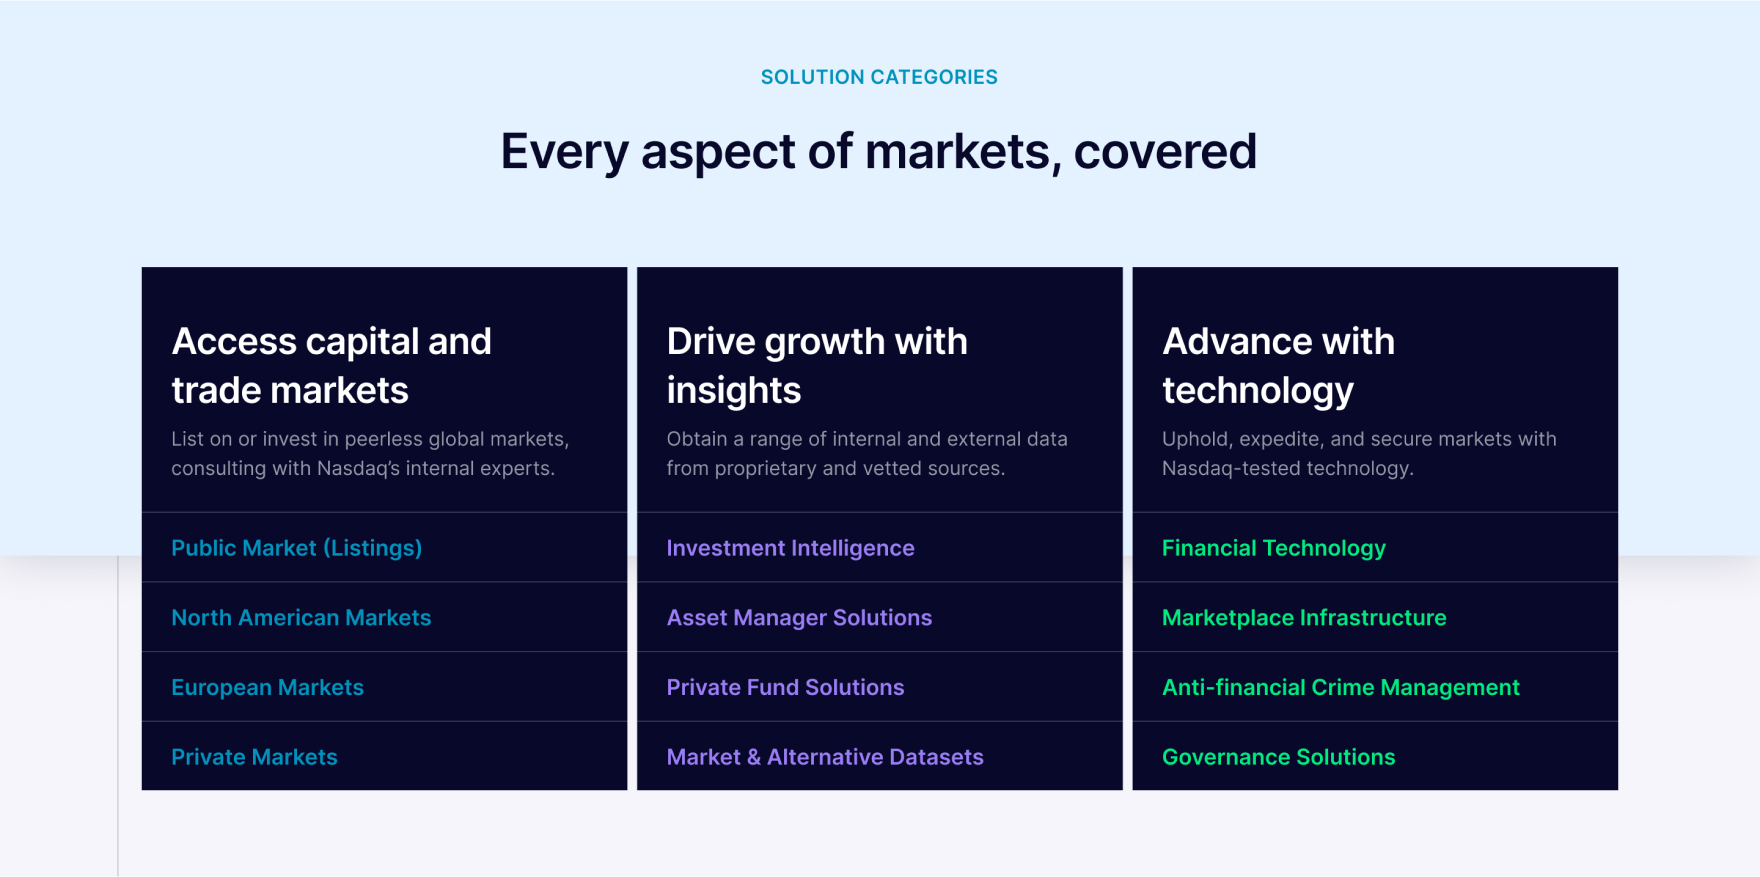 SOLUTION CATEGORIES
Every aspect of markets, covered
Access capital and
trade markets
List on or invest in peerless global markets,
consulting with Nasdaq’s internal experts.
Public Market (Listings)
North American Markets
European Markets
Private Markets
Drive growth with
insights
Obtain a range of internal and external data
from proprietary and vetted sources.
Investment Intelligence
Asset Manager Solutions
Private Fund Solutions
Market & Alternative Datasets
Advance with
technology
Uphold, expedite, and secure markets with
Nasdaq-tested technology.
Financial Technology
Marketplace Infrastructure
Anti-financial Crime Management
Governance Solutions